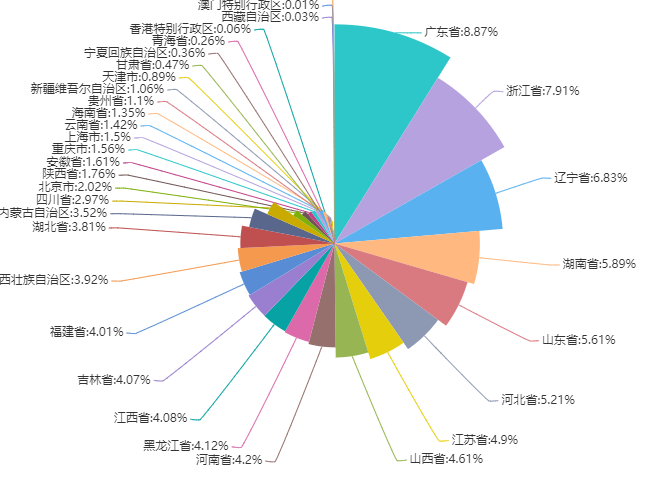 澳门特别行政区:0.01%
西藏自治区:0.03%
香港特别行政区:0.06%
青海省:0.26%
宁夏回族自治区:0.36%
甘肃省:0.47%
天津市:0.89%
新疆维吾尔自治区:1.06%
贵州省:1.1%
海南省:1.35%
云南省:1.42%
上海市:1.5%
重庆市:1.56%
安徽省:1.61%
陕西省:1.76%
北京市:2.02%
四川省:2.97%
内蒙古自治区:3.52%
湖北省:3.81%
西壮族自治区:3.92%
福建省:4.01%
吉林省:4.07%
江西省:4.08%
黑龙江省:4.12%
河南省:4.2%
广东省:8.87%
浙江省:7.91%
辽宁省:6.83%
湖南省:5.89%
山东省:5.61%
河北省:5.21%
江苏省:4.9%
山西省:4.61%